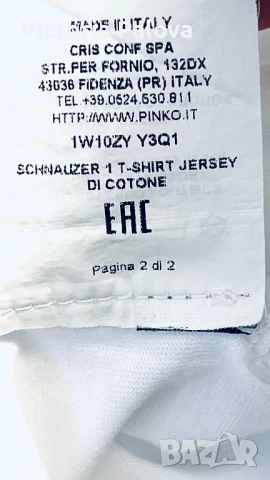 MADE IN ITALY
CRIS CONF SPA
STR.PER FORNIO, 132DX
43036 FIDENZA (PR) ITALY
TEL.+39.0524.530.611
HTTP://WWW.PINKO.IT
1W10ZY Y3Q1
SCHNAUZER 1 T-SHIRT JERSEY
DI COTONE
EAC
Pagina 2 di 2
BAZAR